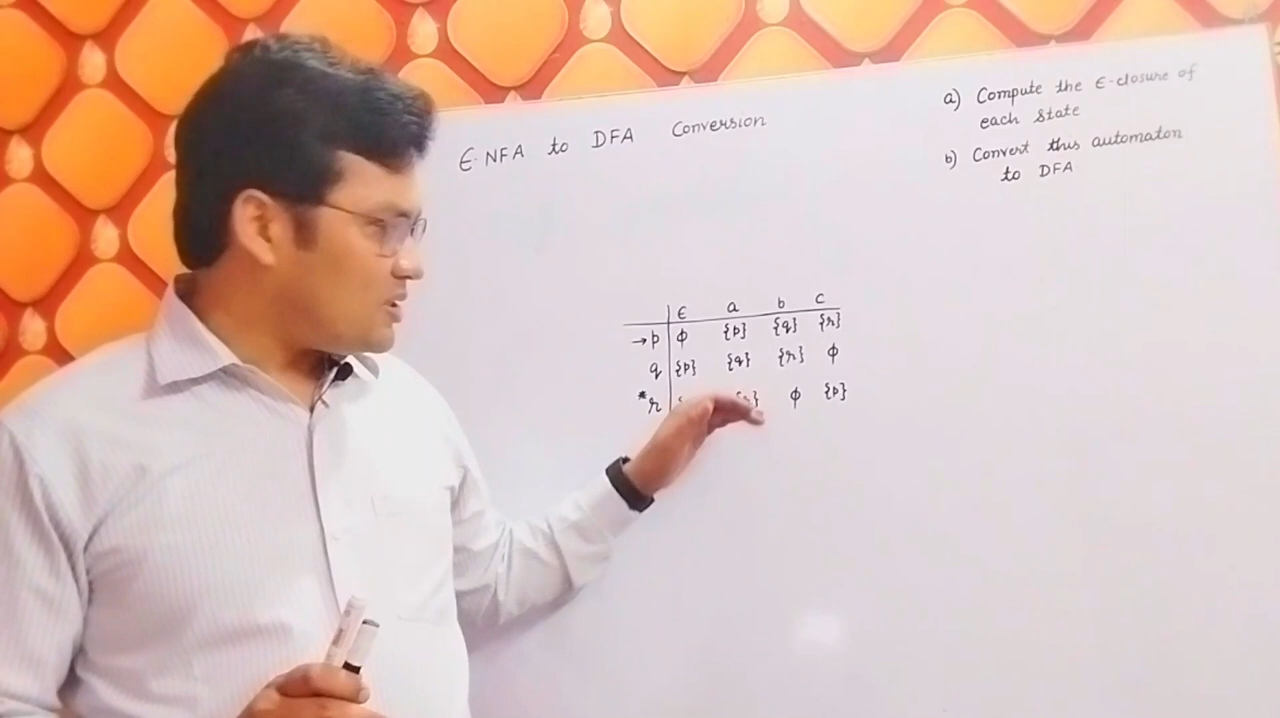 a) Compute the ϵ-closure of
each state
ϵ-NFA to DFA Conversion
b) Convert this automaton
to DFA
ϵ a b c
→p ϕ {p} {q} {r}
q {p} {q} {r} ϕ
*r ϕ {p}